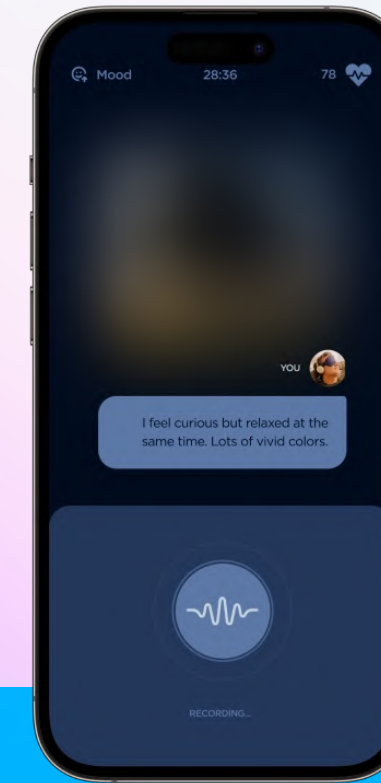 Mood
28:36
78
YOU
I feel curious but relaxed at the
same time. Lots of vivid colors.
RECORDING...